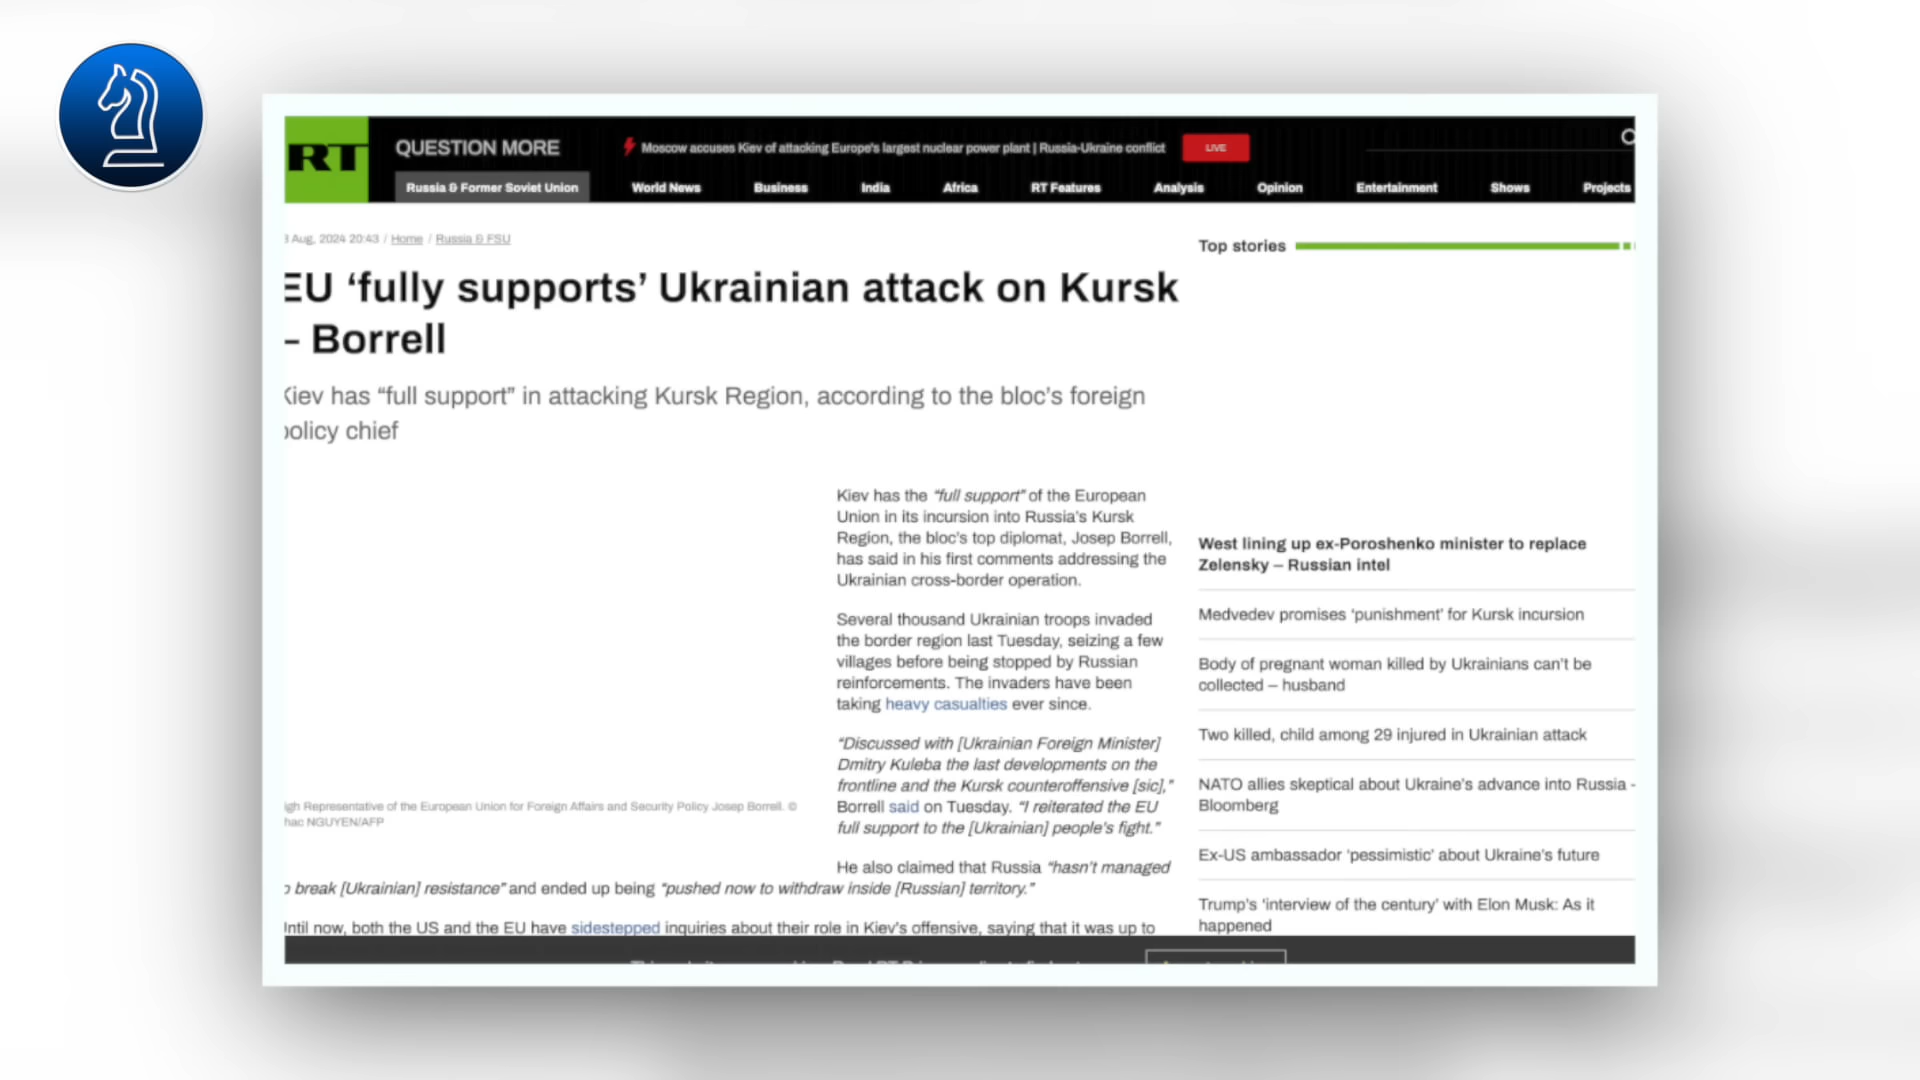 RT
QUESTION MORE
Moscow accuses Kiev of attacking Europe's largest nuclear power plant | Russia-Ukraine conflict
LIVE
Russia & Former Soviet Union
World News
Business
India
Africa
RT Features
Analysis
Opinion
Entertainment
Shows
Projects
Aug, 2024 20:43 / Home / Russia & FSU
EU ‘fully supports’ Ukrainian attack on Kursk
– Borrell
Kiev has “full support” in attacking Kursk Region, according to the bloc’s foreign
policy chief
Kiev has the “full support” of the European
Union in its incursion into Russia’s Kursk
Region, the bloc’s top diplomat, Josep Borrell,
has said in his first comments addressing the
Ukrainian cross-border operation.
Several thousand Ukrainian troops invaded
the border region last Tuesday, seizing a few
villages before being stopped by Russian
reinforcements. The invaders have been
taking heavy casualties ever since.
“Discussed with [Ukrainian Foreign Minister]
Dmitry Kuleba the last developments on the
frontline and the Kursk counteroffensive [sic],”
Borrell said on Tuesday. “I reiterated the EU
full support to the [Ukrainian] people’s fight.”
igh Representative of the European Union for Foreign Affairs and Security Policy Josep Borrell. ©
hac NGUYEN/AFP
He also claimed that Russia “hasn’t managed
o break [Ukrainian] resistance” and ended up being “pushed now to withdraw inside [Russian] territory.”
Until now, both the US and the EU have sidestepped inquiries about their role in Kiev’s offensive, saying that it was up to
Top stories
West lining up ex-Poroshenko minister to replace
Zelensky – Russian intel
Medvedev promises ‘punishment’ for Kursk incursion
Body of pregnant woman killed by Ukrainians can’t be
collected – husband
Two killed, child among 29 injured in Ukrainian attack
NATO allies skeptical about Ukraine’s advance into Russia -
Bloomberg
Ex-US ambassador ‘pessimistic’ about Ukraine’s future
Trump’s ‘interview of the century’ with Elon Musk: As it
happened